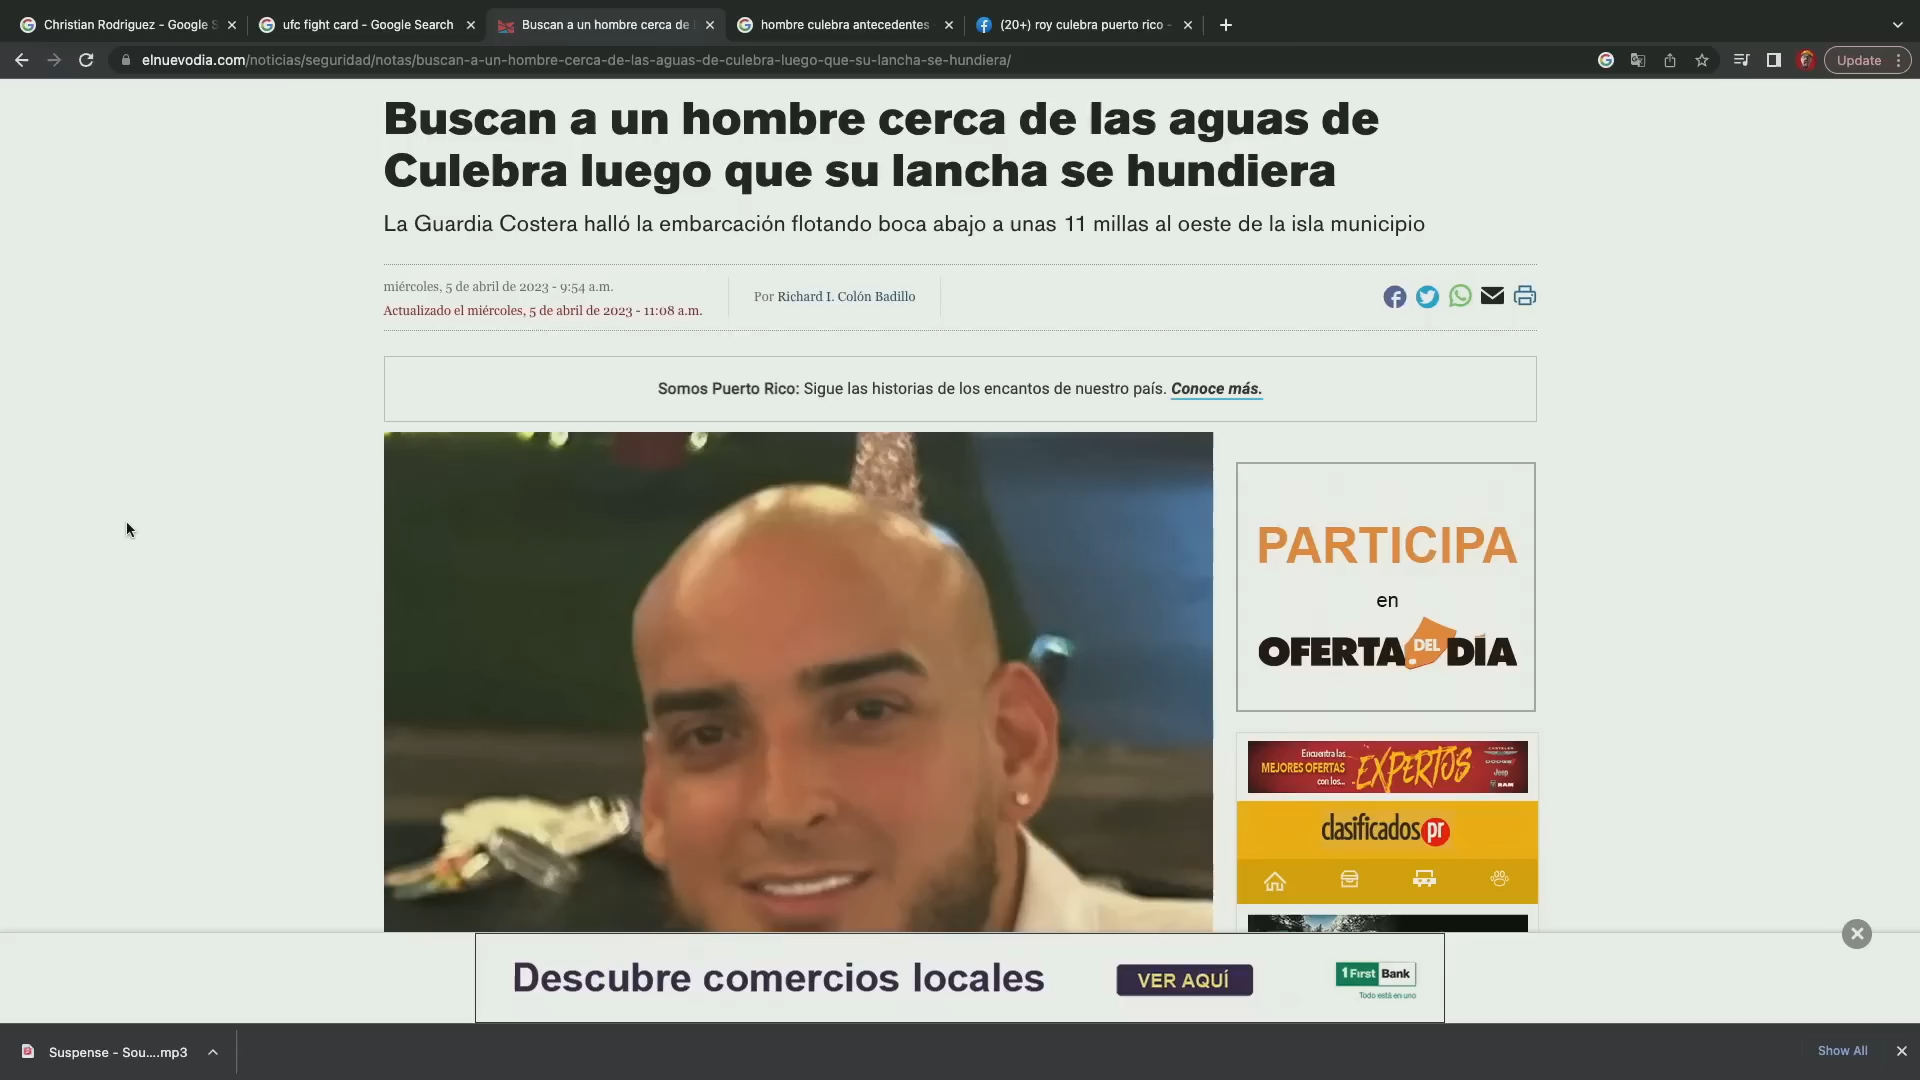 Christian Rodriguez - Google S
ufc fight card - Google Search
Buscan a un hombre cerca de
hombre culebra antecedentes
(20+) roy culebra puerto rico -
elnuevodia.com/noticias/seguridad/notas/buscan-a-un-hombre-cerca-de-las-aguas-de-culebra-luego-que-su-lancha-se-hundiera/
Update
Buscan a un hombre cerca de las aguas de
Culebra luego que su lancha se hundiera
La Guardia Costera halló la embarcación flotando boca abajo a unas 11 millas al oeste de la isla municipio
miércoles, 5 de abril de 2023 - 9:54 a.m.
Actualizado el miércoles, 5 de abril de 2023 - 11:08 a.m.
Por Richard I. Colón Badillo
Somos Puerto Rico: Sigue las historias de los encantos de nuestro país. Conoce más.
PARTICIPA
en
OFERTA DEL DÍA
Encuentra las
MEJORES OFERTAS
con los...
EXPERTOS
CHRYSLER
DODGE
Jeep
RAM
clasificados pr
Descubre comercios locales
VER AQUÍ
1 First Bank
Todo está en uno
Suspense - Sou....mp3
Show All